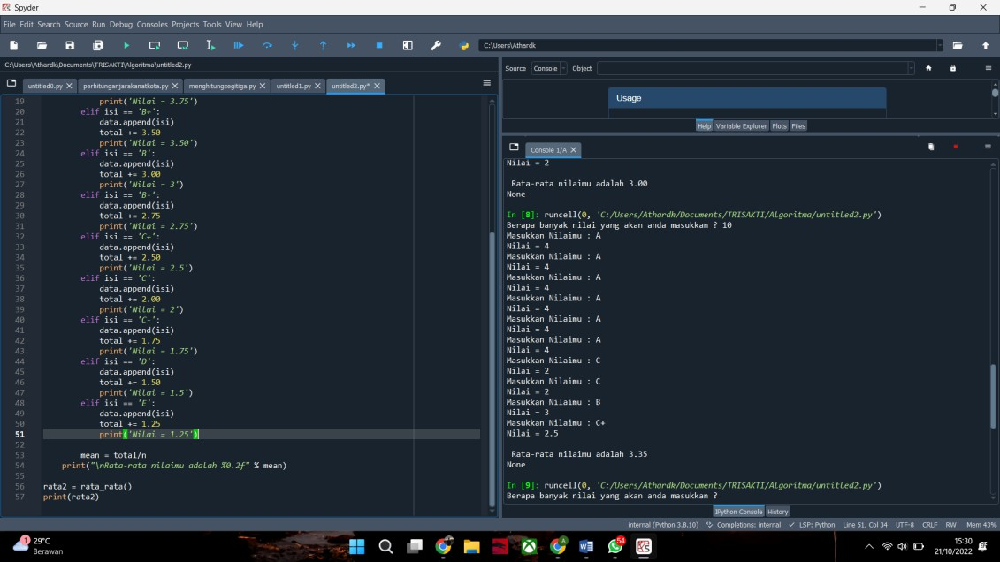 Spyder
File Edit Search Source Run Debug Consoles Projects Tools View Help
C:\Users\Athardk
C:\Users\Athardk\Documents\TRISAKTI\Algoritma\untitled2.py
untitled0.py
perhitunganjarakanatkota.py
menghitungsegitiga.py
untitled1.py
untitled2.py*
19 print('Nilai = 3.75')
20 elif isi == 'B+':
21 data.append(isi)
22 total += 3.50
23 print('Nilai = 3.50')
24 elif isi == 'B':
25 data.append(isi)
26 total += 3.00
27 print('Nilai = 3')
28 elif isi == 'B-':
29 data.append(isi)
30 total += 2.75
31 print('Nilai = 2.75')
32 elif isi == 'C+':
33 data.append(isi)
34 total += 2.50
35 print('Nilai = 2.5')
36 elif isi == 'C':
37 data.append(isi)
38 total += 2.00
39 print('Nilai = 2')
40 elif isi == 'C-':
41 data.append(isi)
42 total += 1.75
43 print('Nilai = 1.75')
44 elif isi == 'D':
45 data.append(isi)
46 total += 1.50
47 print('Nilai = 1.5')
48 elif isi == 'E':
49 data.append(isi)
50 total += 1.25
51 print('Nilai = 1.25')
52
53 mean = total/n
54 print("\nRata-rata nilaimu adalah %0.2f" % mean)
55
56 rata2 = rata_rata()
57 print(rata2)
Source Console Object
Usage
Help Variable Explorer Plots Files
Console 1/A
Nilai = 2
Rata-rata nilaimu adalah 3.00
None
In [8]: runcell(0, 'C:/Users/Athardk/Documents/TRISAKTI/Algoritma/untitled2.py')
Berapa banyak nilai yang akan anda masukkan ? 10
Masukkan Nilaimu : A
Nilai = 4
Masukkan Nilaimu : A
Nilai = 4
Masukkan Nilaimu : A
Nilai = 4
Masukkan Nilaimu : A
Nilai = 4
Masukkan Nilaimu : A
Nilai = 4
Masukkan Nilaimu : A
Nilai = 4
Masukkan Nilaimu : C
Nilai = 2
Masukkan Nilaimu : C
Nilai = 2
Masukkan Nilaimu : B
Nilai = 3
Masukkan Nilaimu : C+
Nilai = 2.5
Rata-rata nilaimu adalah 3.35
None
In [9]: runcell(0, 'C:/Users/Athardk/Documents/TRISAKTI/Algoritma/untitled2.py')
Berapa banyak nilai yang akan anda masukkan ?
IPython Console History
internal (Python 3.8.10) Completions: internal LSP: Python Line 51, Col 34 UTF-8 CRLF RW Mem 43%
1
29°C
Berawan
A
W
54
15:30
21/10/2022